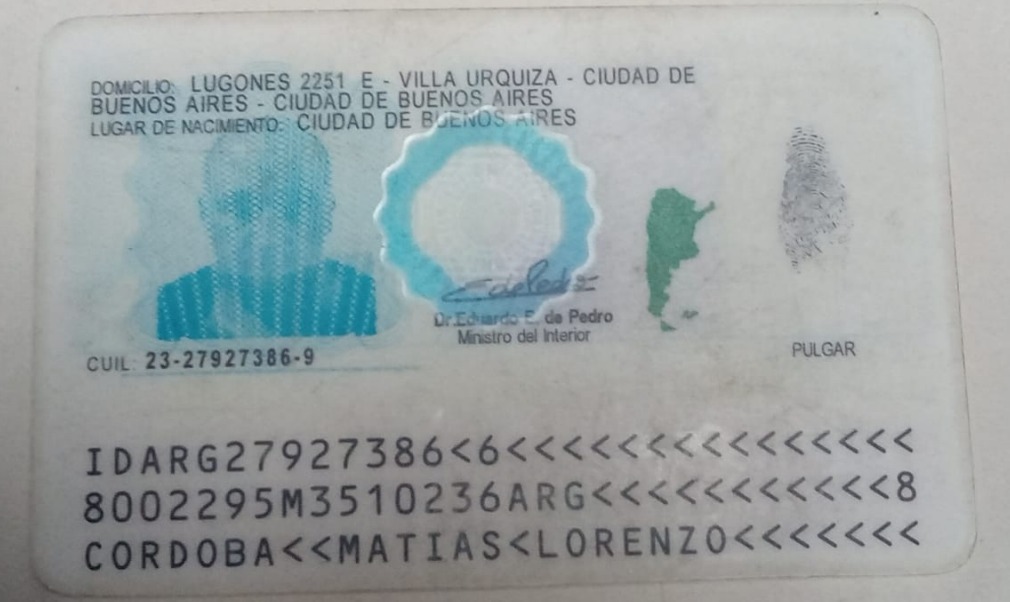 DOMICILIO: LUGONES 2251 E - VILLA URQUIZA - CIUDAD DE
BUENOS AIRES - CIUDAD DE BUENOS AIRES
LUGAR DE NACIMIENTO: CIUDAD DE BUENOS AIRES
Dr. Eduardo E. de Pedro
Ministro del Interior
PULGAR
CUIL: 23-27927386-9
IDARG27927386<6<<<<<<<<<<<<<<<
8002295M3510236ARG<<<<<<<<<<<8
CORDOBA<<MATIAS<LORENZO<<<<<<<